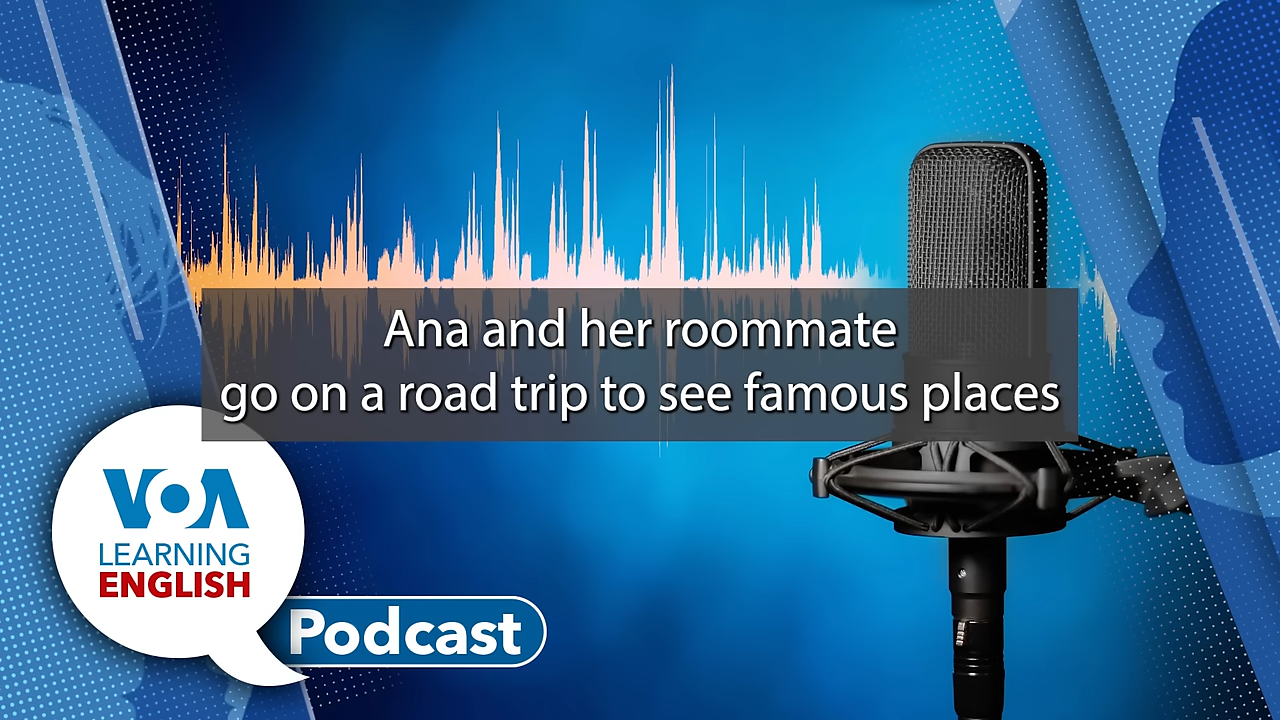 Ana and her roommate
go on a road trip to see famous places
VOA
LEARNING
ENGLISH
Podcast